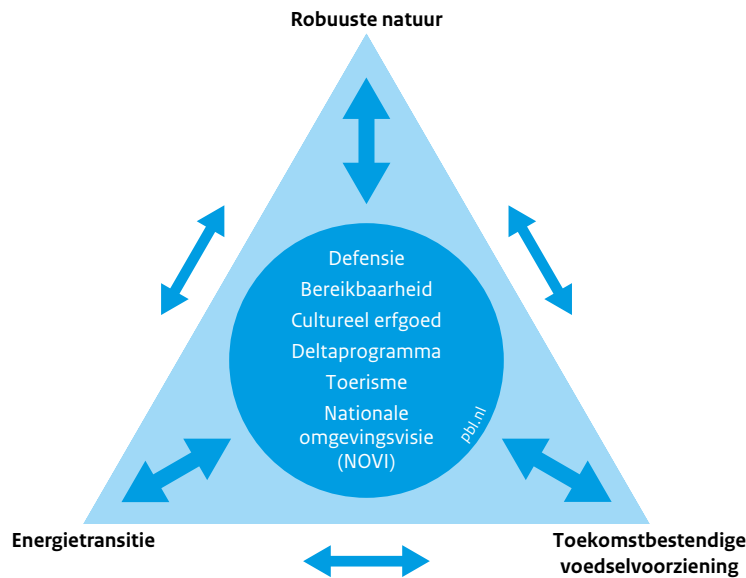 Robuuste natuur
Defensie
Bereikbaarheid
Cultureel erfgoed
Deltaprogramma
Toerisme
Nationale
omgevingsvisie
(NOVI)
pbl.nl
Energietransitie
Toekomstbestendige
voedselvoorziening